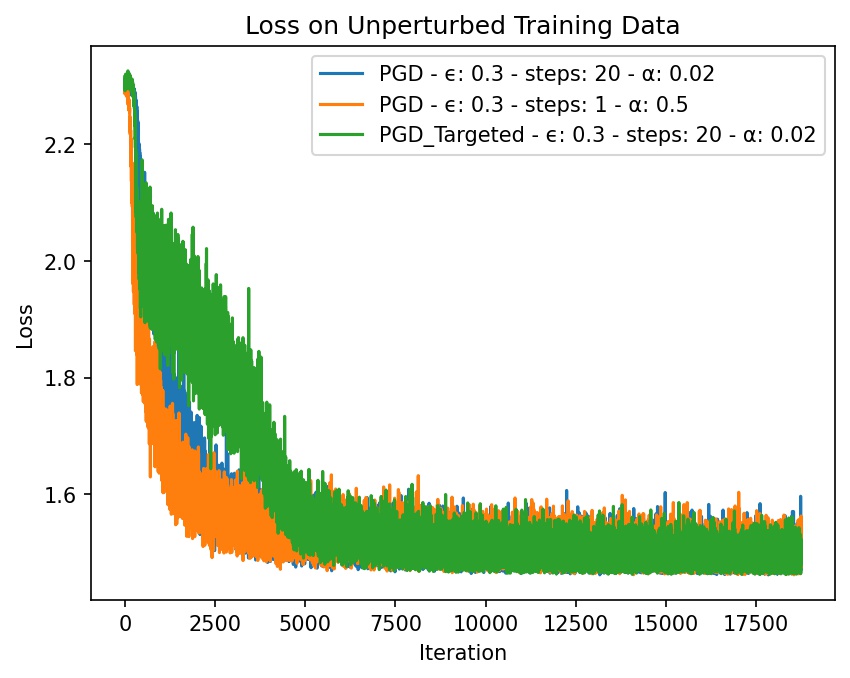 Loss on Unperturbed Training Data
PGD - ϵ: 0.3 - steps: 20 - α: 0.02
PGD - ϵ: 0.3 - steps: 1 - α: 0.5
PGD_Targeted - ϵ: 0.3 - steps: 20 - α: 0.02
2.2
2.0
1.8
1.6
Loss
0 2500 5000 7500 10000 12500 15000 17500
Iteration